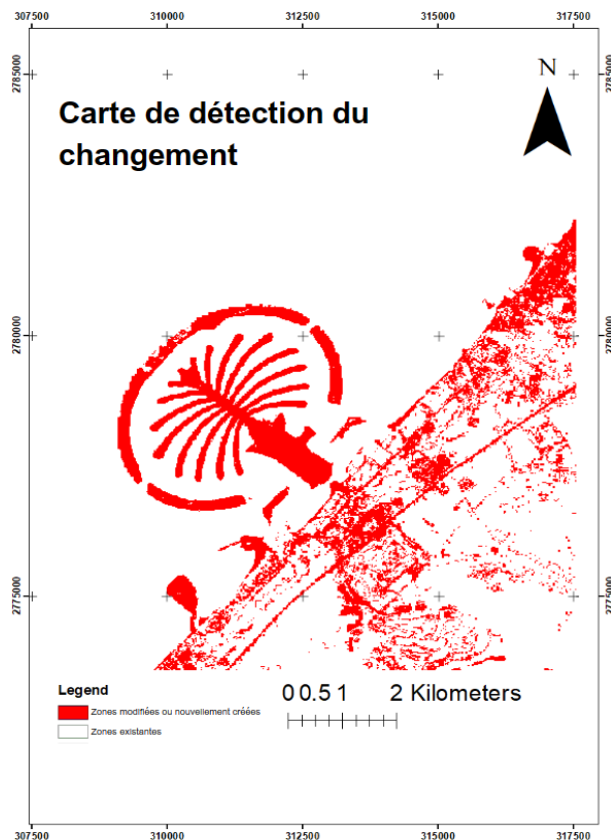 307500 310000 312500 315000 317500
2785000 2785000
N
Carte de détection du
changement
2780000 2780000
2775000 2775000
Legend
Zones modifiées ou nouvellement créées
Zones existantes
0 0.5 1 2 Kilometers
307500 310000 312500 315000 317500